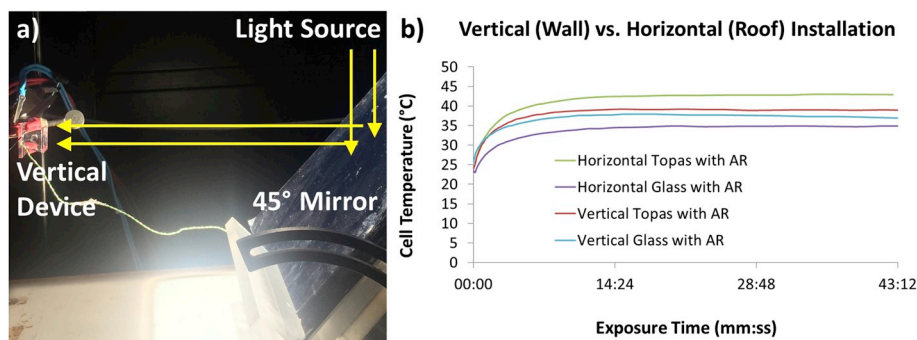 a)
Light Source
Vertical
Device
45° Mirror
b)
Vertical (Wall) vs. Horizontal (Roof) Installation
Cell Temperature (°C)
50
45
40
35
30
25
20
15
10
5
0
Horizontal Topas with AR
Horizontal Glass with AR
Vertical Topas with AR
Vertical Glass with AR
00:00
14:24
28:48
43:12
Exposure Time (mm:ss)